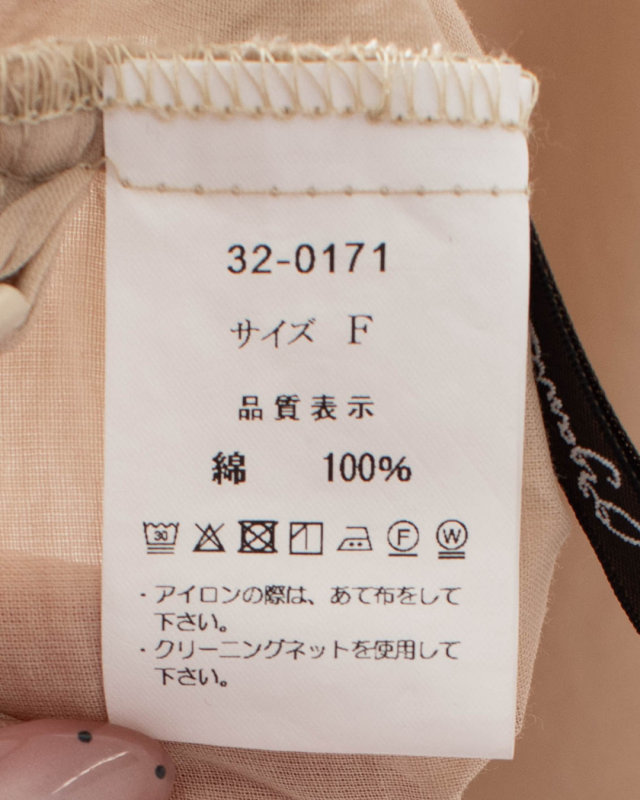 32-0171
サイズ F
品質表示
綿 100%
30 F W
・アイロンの際は、あて布をして
下さい。
・クリーニングネットを使用して
下さい。